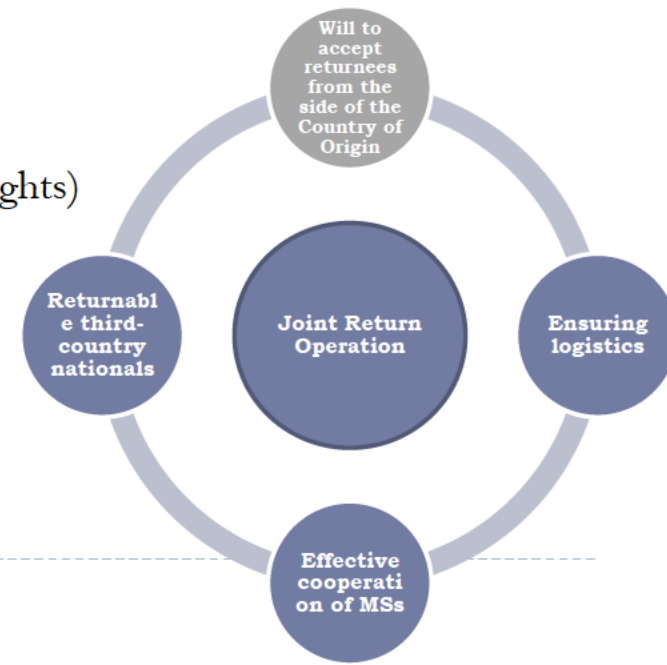 Will to
accept
returnees
from the
side of the
Country of
Origin
ghts)
Returnabl
e third-
country
nationals
Joint Return
Operation
Ensuring
logistics
Effective
cooperati
on of MSs